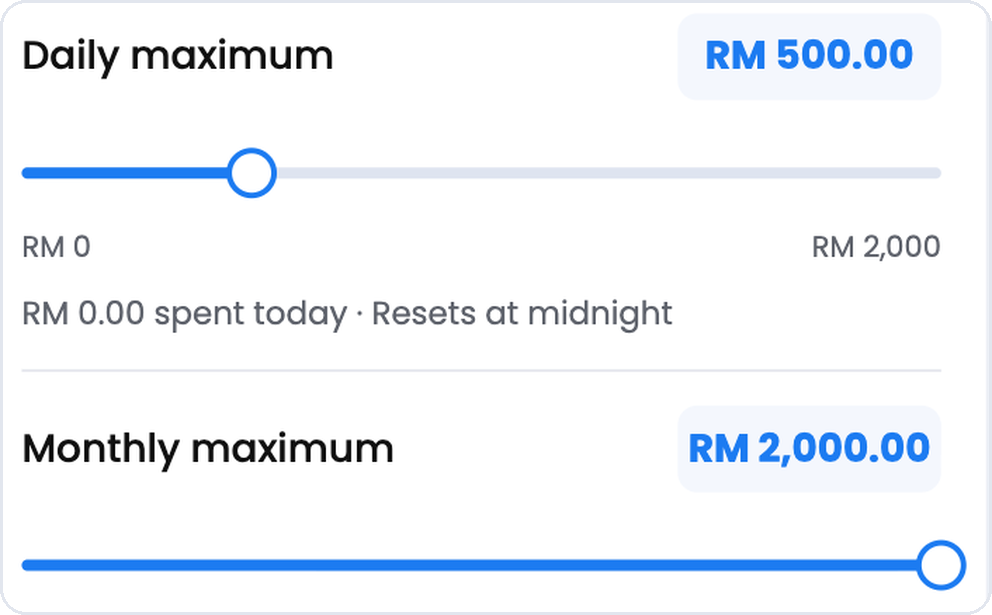 Daily maximum
RM 500.00
RM 0
RM 2,000
RM 0.00 spent today · Resets at midnight
Monthly maximum
RM 2,000.00